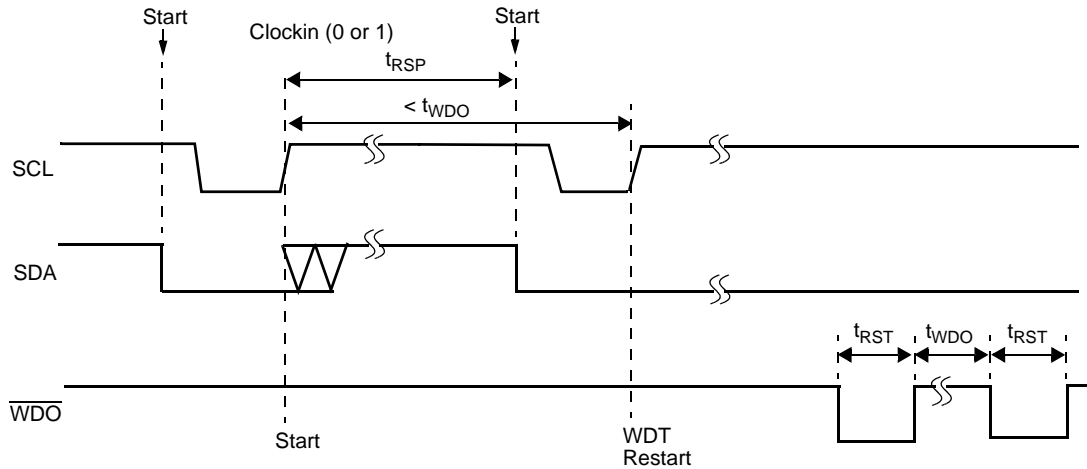 Start
Start
Clockin (0 or 1)
tRSP
< tWDO
SCL
SDA
tRST
tWDO
tRST
WDO
Start
WDT
Restart